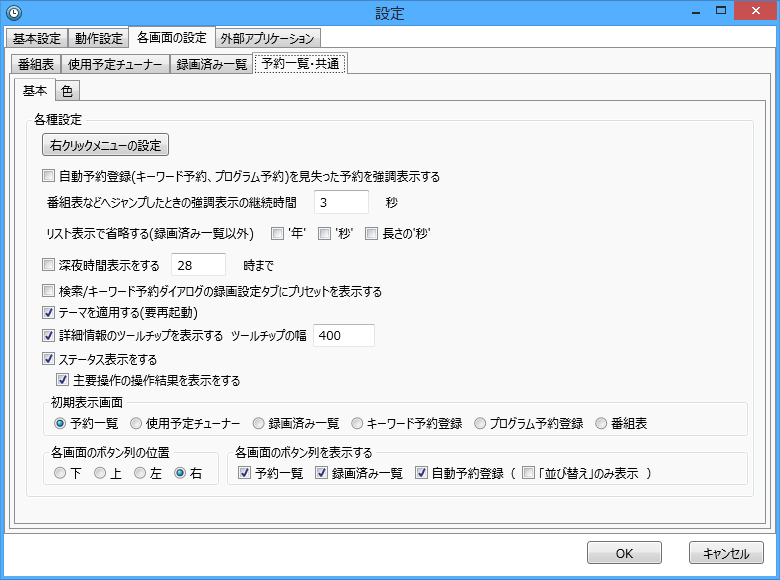 設定
基本設定 動作設定 各画面の設定 外部アプリケーション
番組表 使用予定チューナー 録画済み一覧 予約一覧・共通
基本 色
各種設定
右クリックメニューの設定
自動予約登録(キーワード予約、プログラム予約)を見失った予約を強調表示する
番組表などへジャンプしたときの強調表示の継続時間 3 秒
リスト表示で省略する(録画済み一覧以外) '年' '秒' 長さの'秒'
深夜時間表示をする 28 時まで
検索/キーワード予約ダイアログの録画設定タブにプリセットを表示する
テーマを適用する(要再起動)
詳細情報のツールチップを表示する ツールチップの幅 400
ステータス表示をする
主要操作の操作結果を表示をする
初期表示画面
予約一覧 使用予定チューナー 録画済み一覧 キーワード予約登録 プログラム予約登録 番組表
各画面のボタン列の位置 各画面のボタン列を表示する
下 上 左 右 予約一覧 録画済み一覧 自動予約登録 ( 「並び替え」のみ表示 )
OK キャンセル